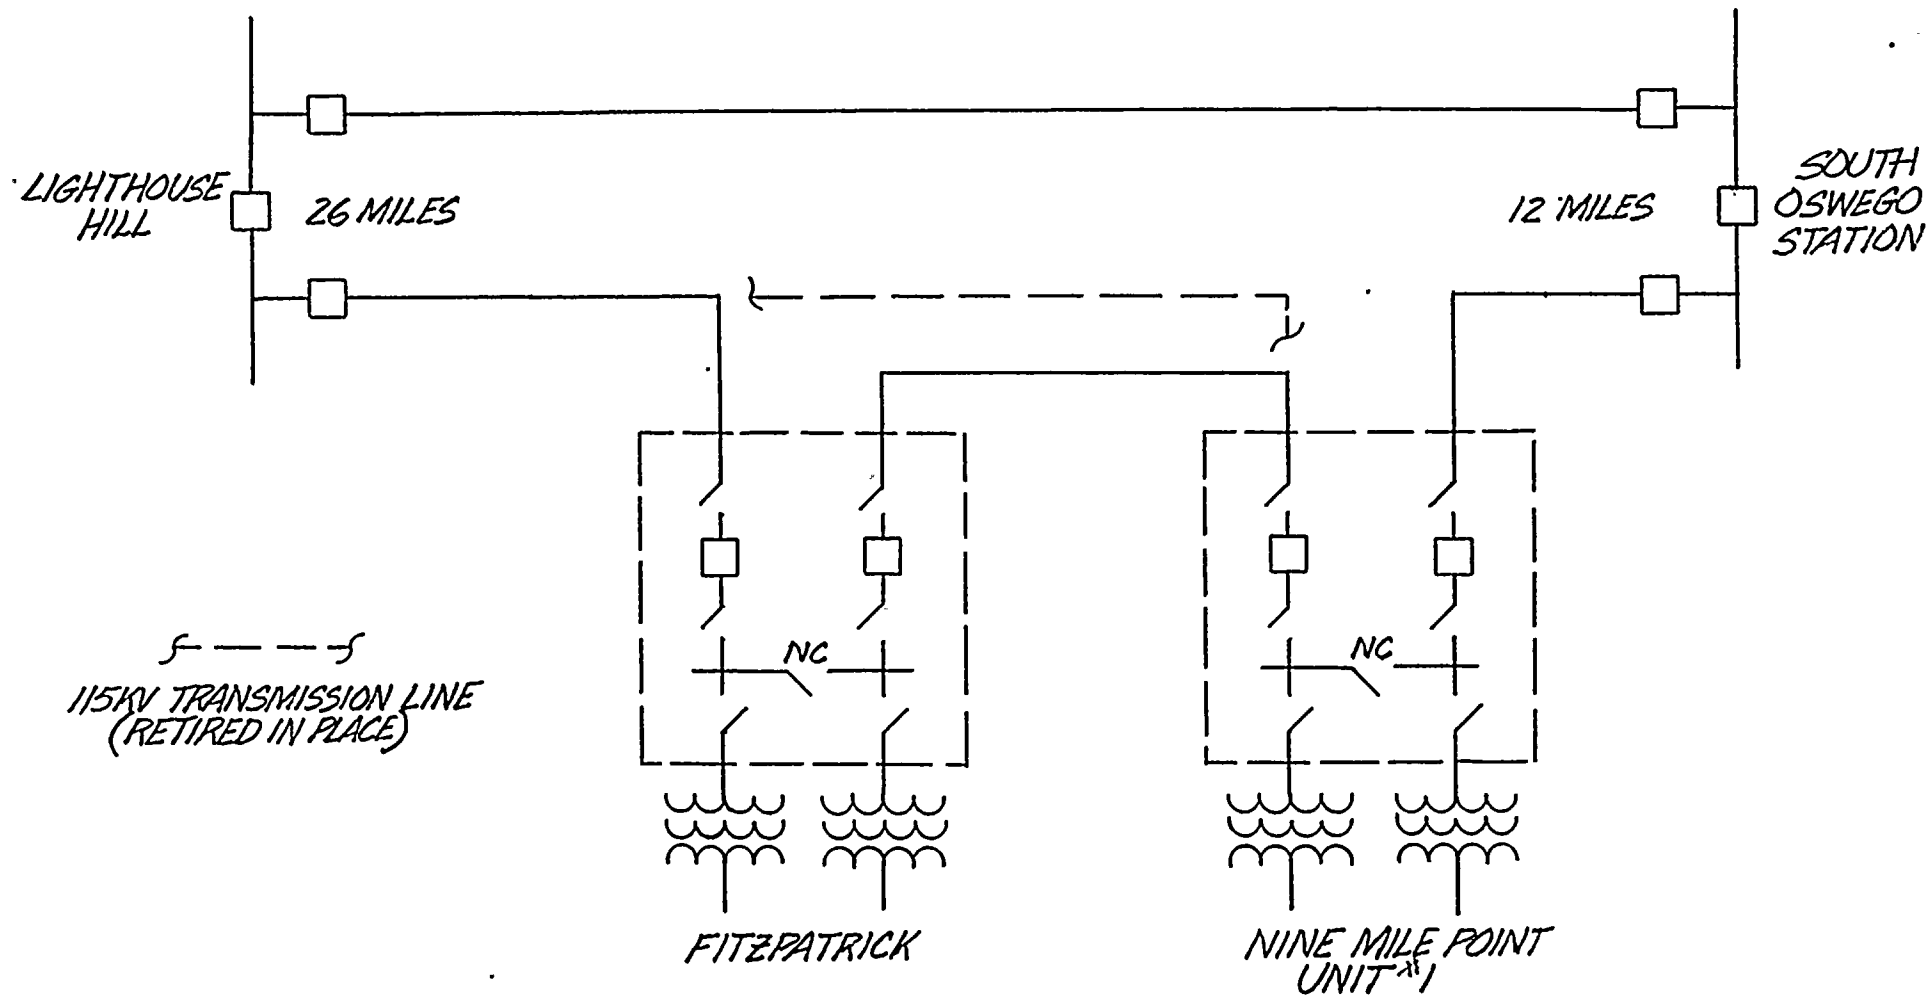 LIGHTHOUSE
HILL
26 MILES
12 MILES
SOUTH
OSWEGO
STATION
NC
NC
115KV TRANSMISSION LINE
(RETIRED IN PLACE)
FITZPATRICK
NINE MILE POINT
UNIT #1